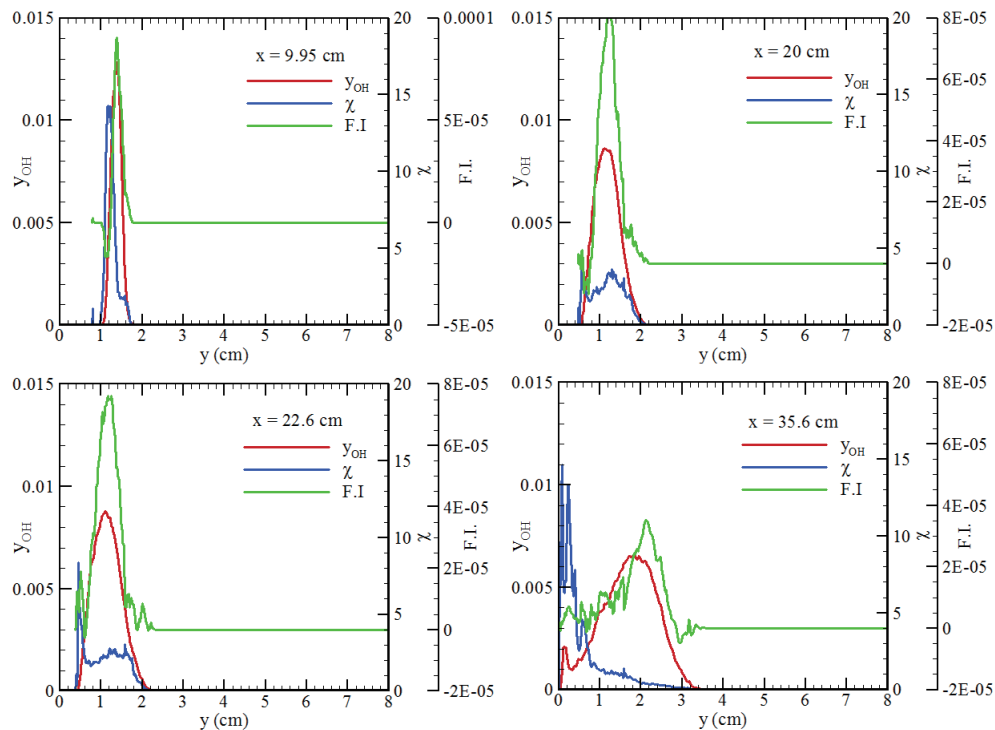 x = 9.95 cm
y_OH
χ
F.I
0.015
0.01
0.005
0
y_OH
20
15
10
5
0
χ
0.0001
5E-05
0
-5E-05
F.I.
0 1 2 3 4 5 6 7 8
y (cm)
x = 20 cm
y_OH
χ
F.I
0.015
0.01
0.005
0
y_OH
20
15
10
5
0
χ
8E-05
6E-05
4E-05
2E-05
0
-2E-05
F.I.
0 1 2 3 4 5 6 7 8
y (cm)
x = 22.6 cm
y_OH
χ
F.I
0.015
0.01
0.005
0
y_OH
20
15
10
5
0
χ
8E-05
6E-05
4E-05
2E-05
0
-2E-05
F.I.
0 1 2 3 4 5 6 7 8
y (cm)
x = 35.6 cm
y_OH
χ
F.I
0.015
0.01
0.005
0
y_OH
20
15
10
5
0
χ
8E-05
6E-05
4E-05
2E-05
0
-2E-05
F.I.
0 1 2 3 4 5 6 7 8
y (cm)